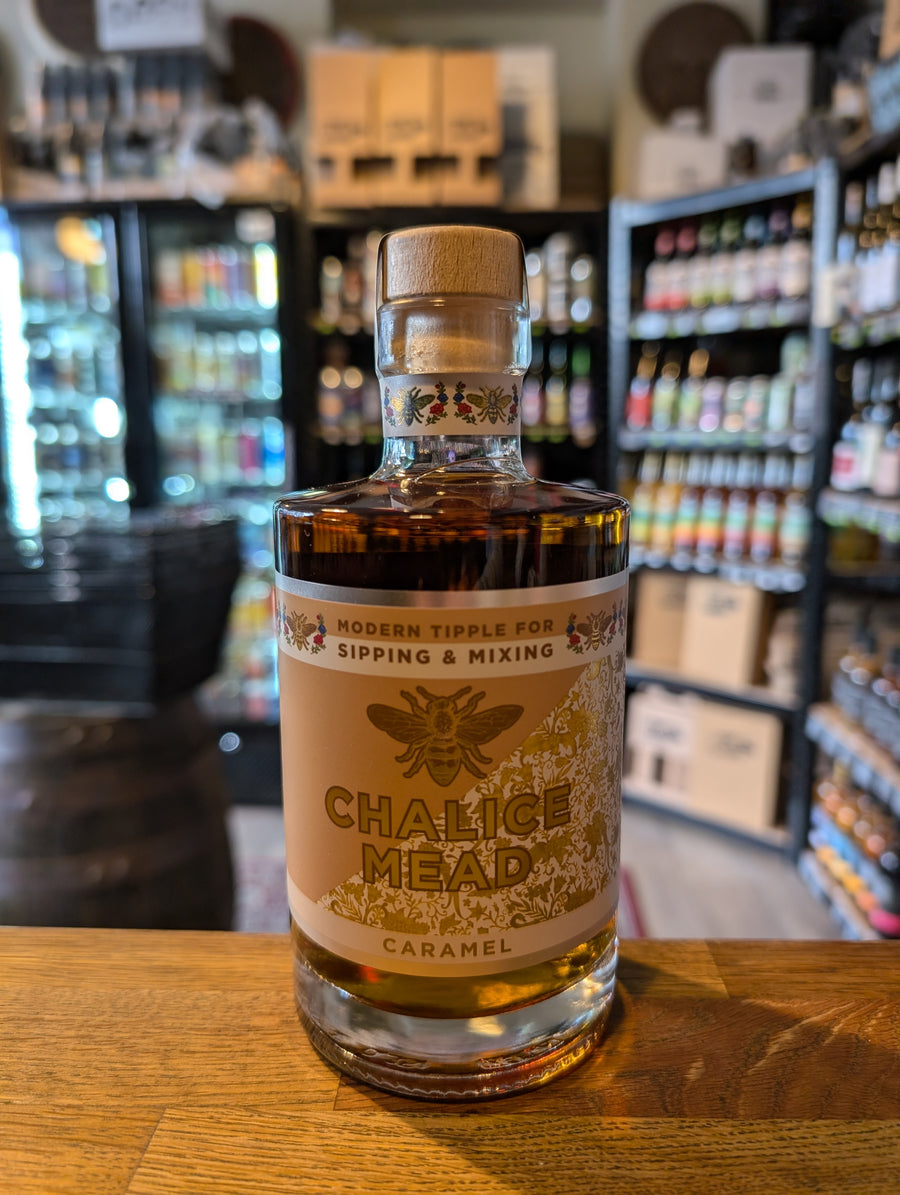 MODERN TIPPLE FOR
SIPPING & MIXING
CHALICE
MEAD
CARAMEL